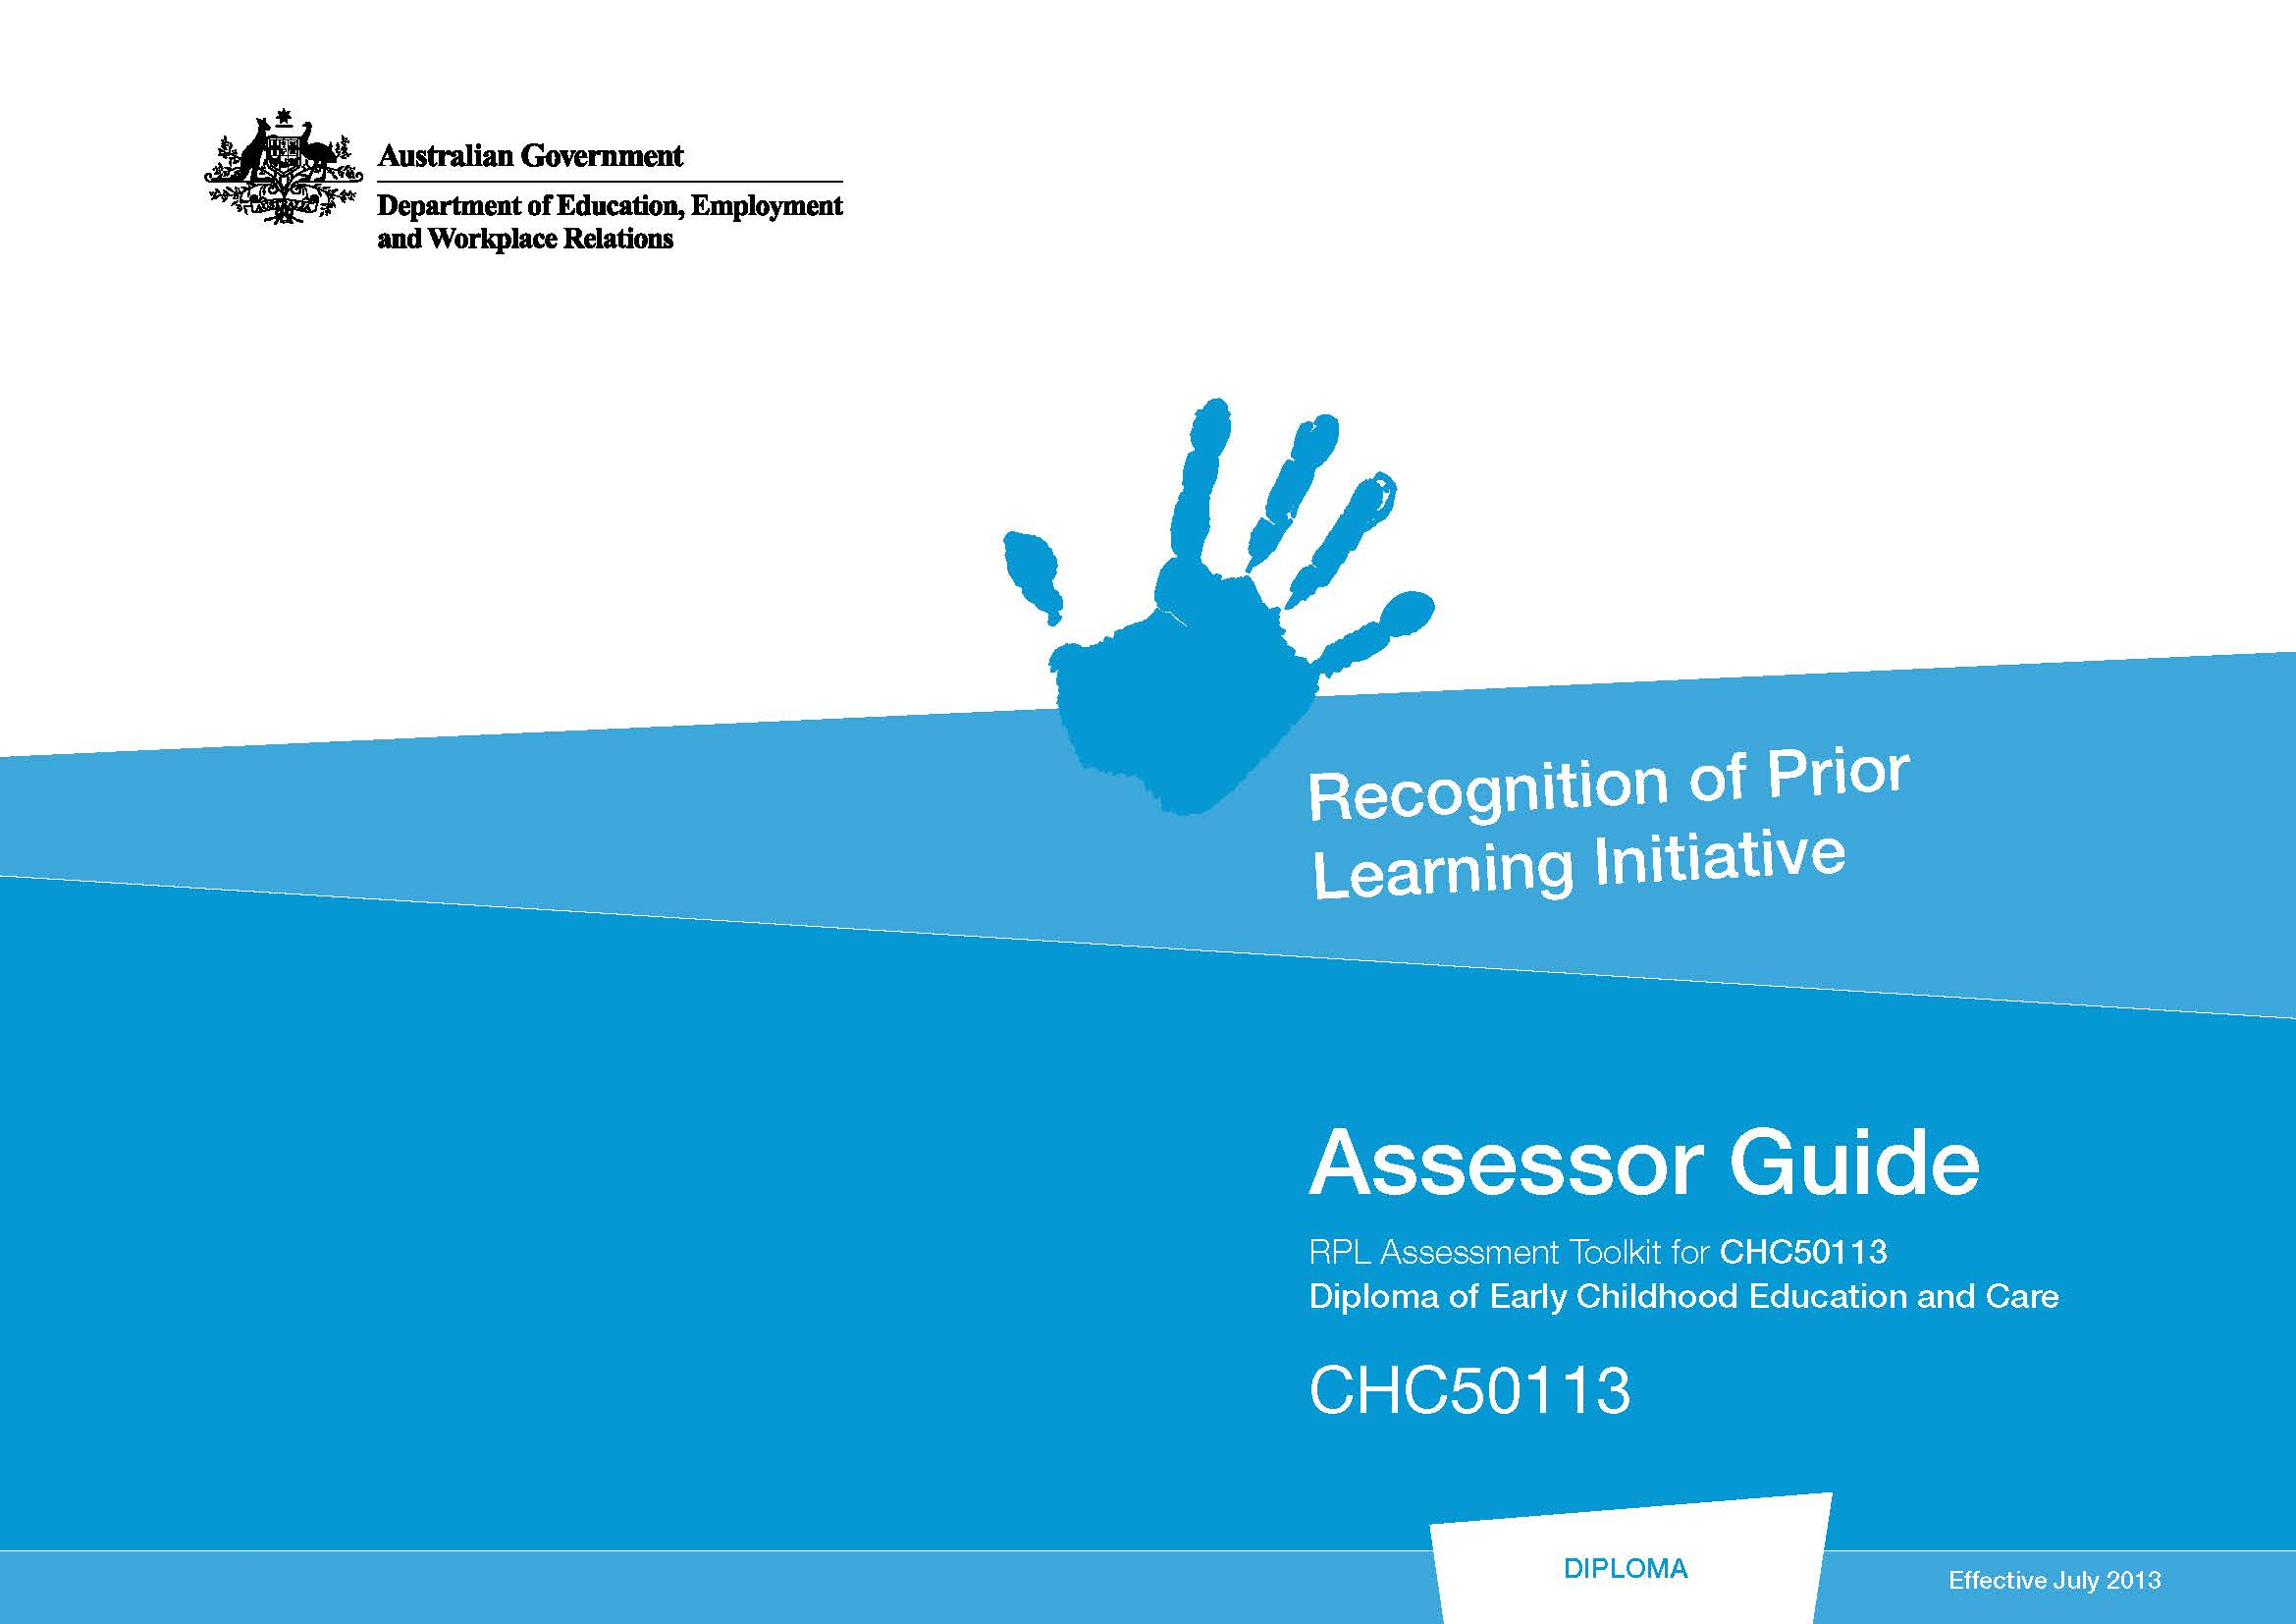 Australian Government
Department of Education, Employment
and Workplace Relations
Recognition of Prior
Learning Initiative
Assessor Guide
RPL Assessment Toolkit for CHC50113
Diploma of Early Childhood Education and Care
CHC50113
DIPLOMA
Effective July 2013